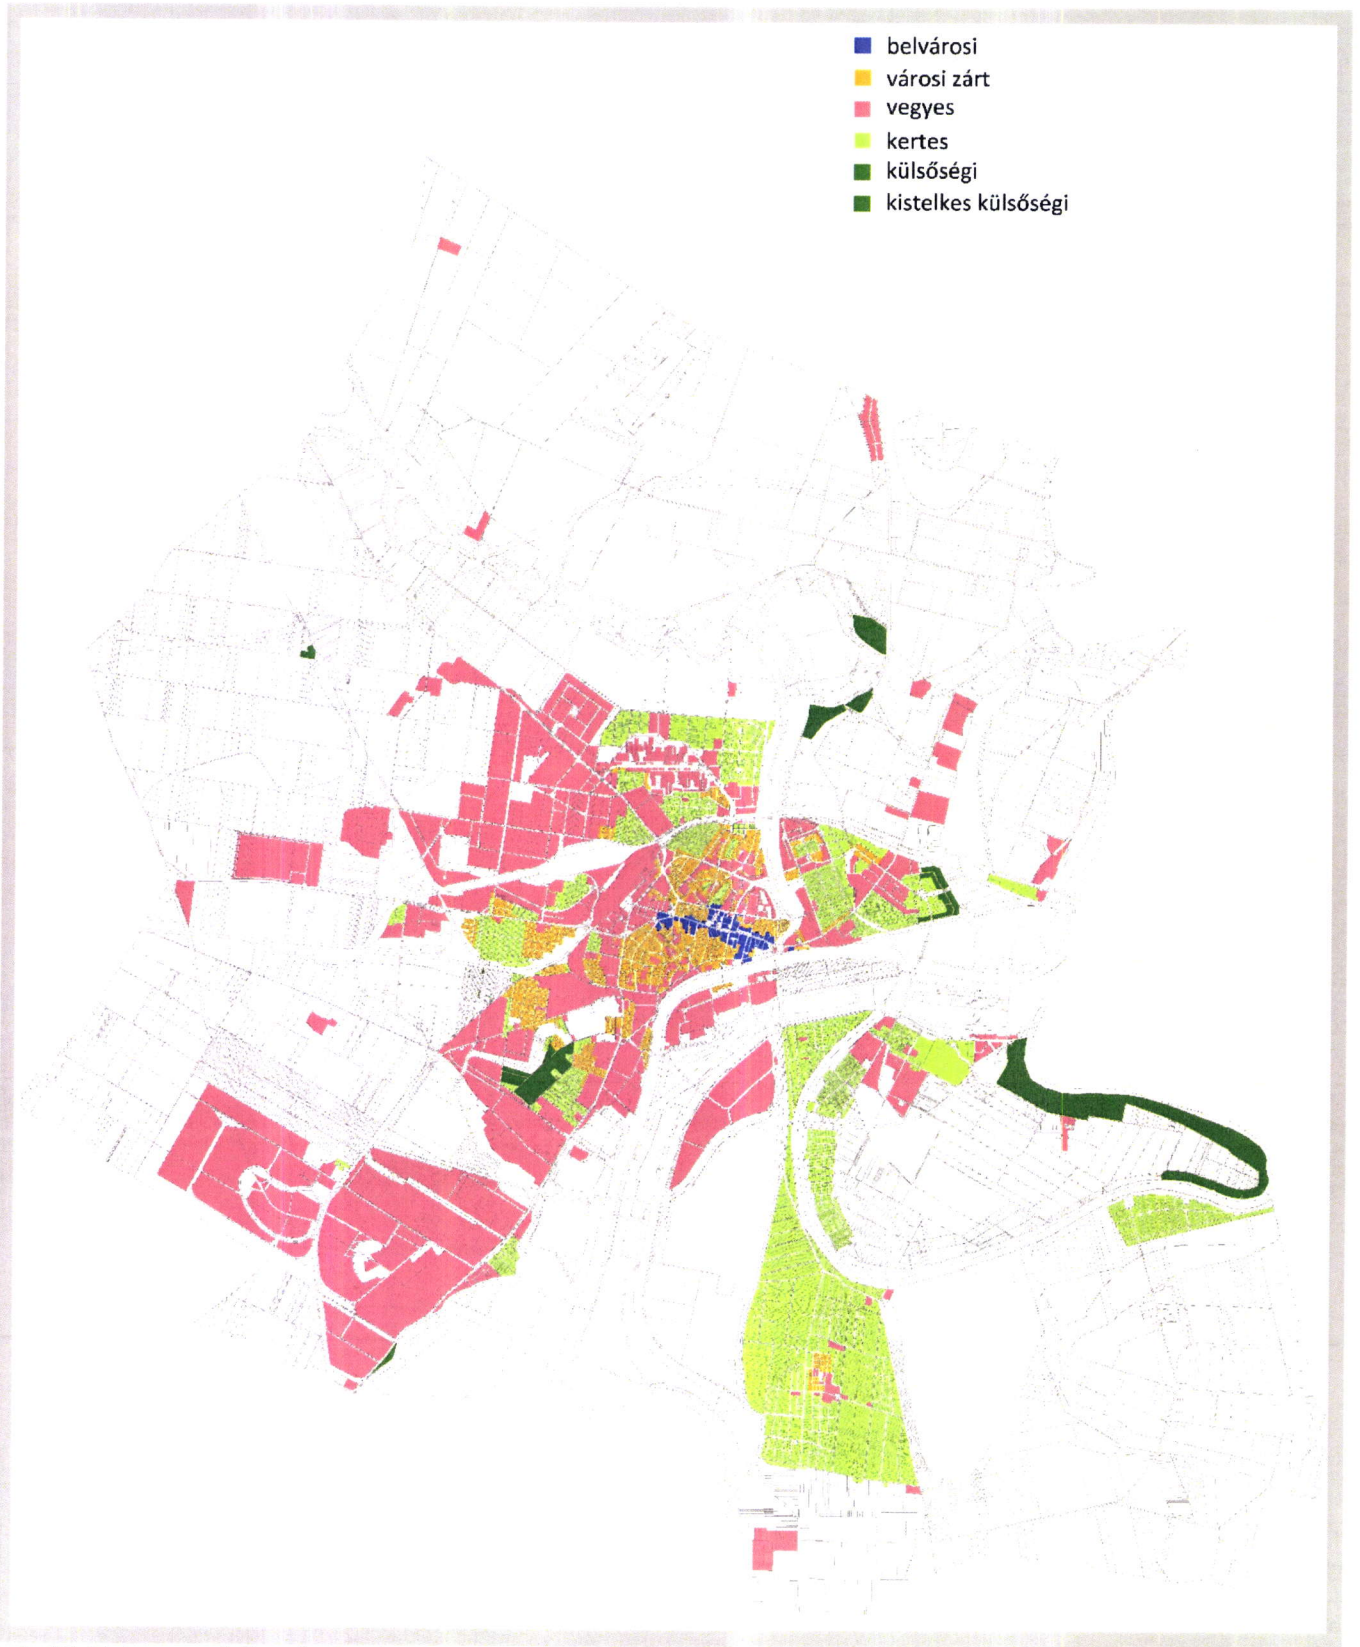 belvárosi
városi zárt
vegyes
kertes
külsőségi
kistelkes külsőségi